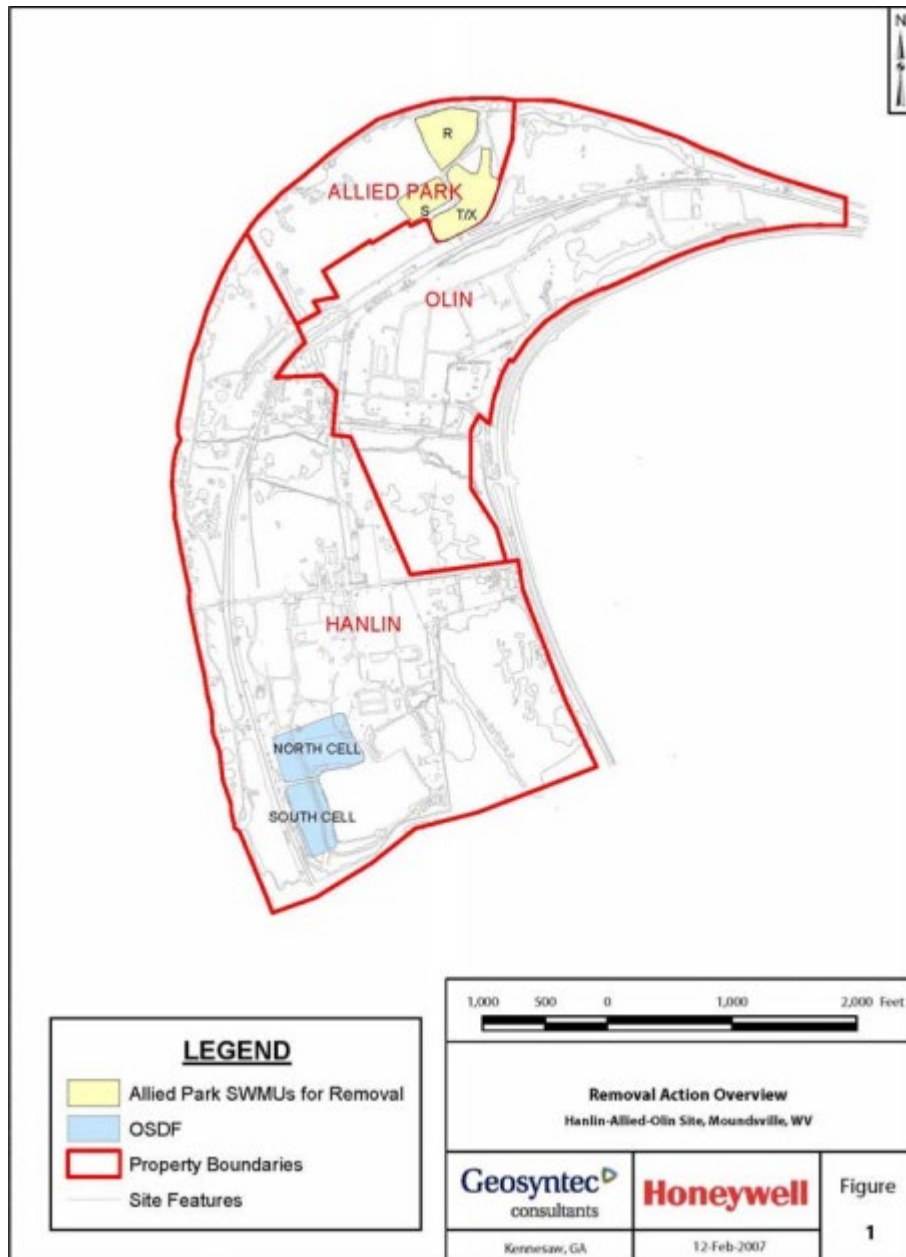 N
R
ALLIED PARK
S
T/X
OLIN
HANLIN
NORTH CELL
SOUTH CELL
LEGEND
Allied Park SWMUs for Removal
OSDF
Property Boundaries
Site Features
1,000 500 0 1,000 2,000 Feet
Removal Action Overview
Hanlin-Allied-Olin Site, Moundsville, WV
Geosyntec
consultants
Kennesaw, GA
Honeywell
12-Feb-2007
Figure
1